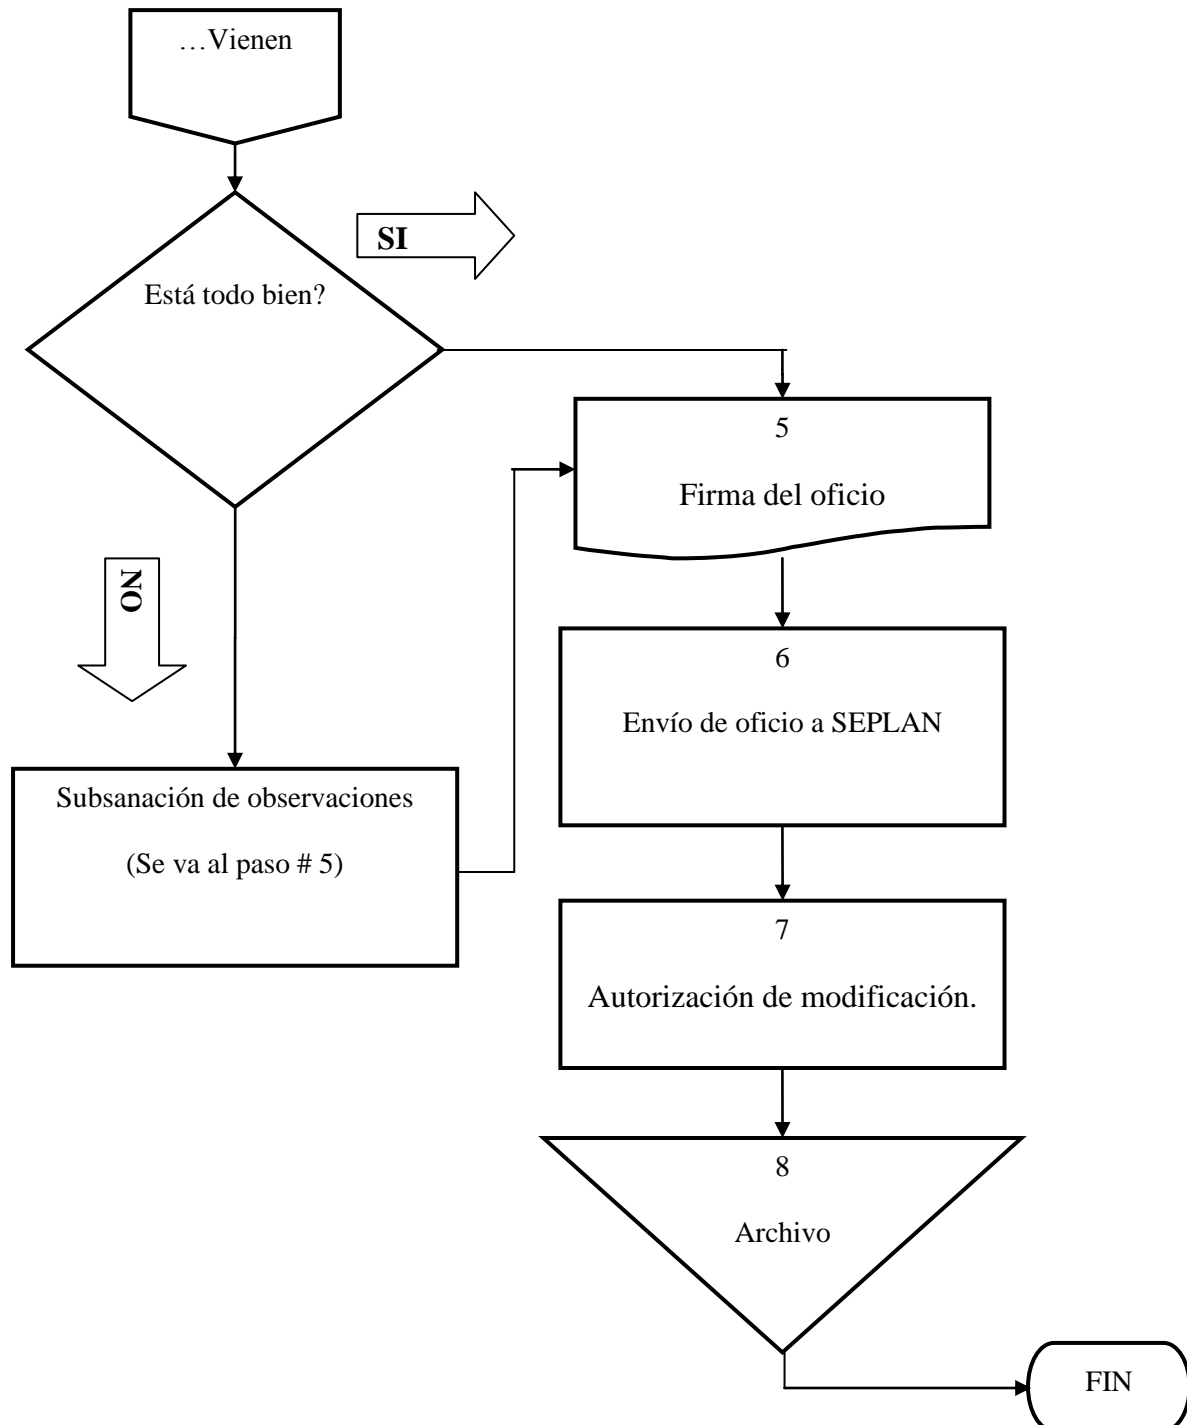 …Vienen
SI
Está todo bien?
5
Firma del oficio
NO
6
Envío de oficio a SEPLAN
Subsanación de observaciones
(Se va al paso # 5)
7
Autorización de modificación.
8
Archivo
FIN